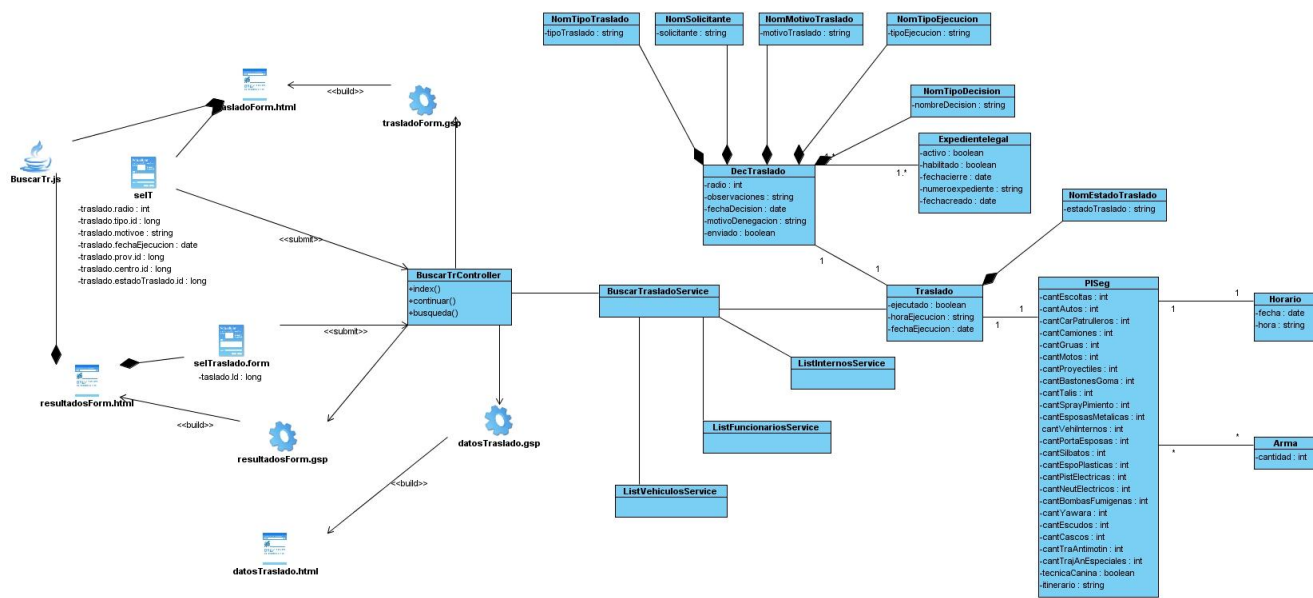 NomTipoTraslado
-tipoTraslado : string
NomSolicitante
-solicitante : string
NomMotivoTraslado
-motivoTraslado : string
NomTipoEjecucion
-tipoEjecucion : string
NomTipoDecision
-nombreDecision : string
Expedientelegal
-activo : boolean
-habilitado : boolean
-fechacierre : date
-numeroexpediente : string
-fechacreado : date
1..*
DecTraslado
-radio : int
-observaciones : string
-fechaDecision : date
-motivoDenegacion : string
-enviado : boolean
1
1
NomEstadoTraslado
-estadoTraslado : string
Traslado
-ejecutado : boolean
-horaEjecucion : string
-fechaEjecucion : date
1
1
PlSeg
-cantEscoltas : int
-cantAutos : int
-cantCarPatrulleros : int
-cantCamiones : int
-cantGruas : int
-cantMotos : int
-cantProyectiles : int
-cantBastonesGoma : int
-cantTalis : int
-cantSprayPimiento : int
-cantEsposasMetalicas : int
cantVehiInternos : int
-cantPortaEsposas : int
-cantSilbatos : int
-cantEspoPlasticas : int
-cantPistElectricas : int
-cantNeutElectricos : int
-cantBombasFumigenas : int
-cantYawara : int
-cantEscudos : int
-cantCascos : int
-cantTraAntimotin : int
-cantTrajAnEspeciales : int
-tecnicaCanina : boolean
-itinerario : string
1
1
Horario
-fecha : date
-hora : string
*
*
Arma
-cantidad : int
asladoForm.html
<<build>>
trasladoForm.gsp
BuscarTr.js
selT
-traslado.radio : int
-traslado.tipo.id : long
-traslado.motivoe : string
-traslado.fechaEjecucion : date
-traslado.prov.id : long
-traslado.centro.id : long
-traslado.estadoTraslado.id : long
<<submit>>
BuscarTrController
+index()
+continuar()
+busqueda()
BuscarTrasladoService
ListInternosService
ListFuncionariosService
ListVehiculosService
<<submit>>
selTraslado.form
-taslado.Id : long
resultadosForm.html
<<build>>
resultadosForm.gsp
datosTraslado.gsp
<<build>>
datosTraslado.html